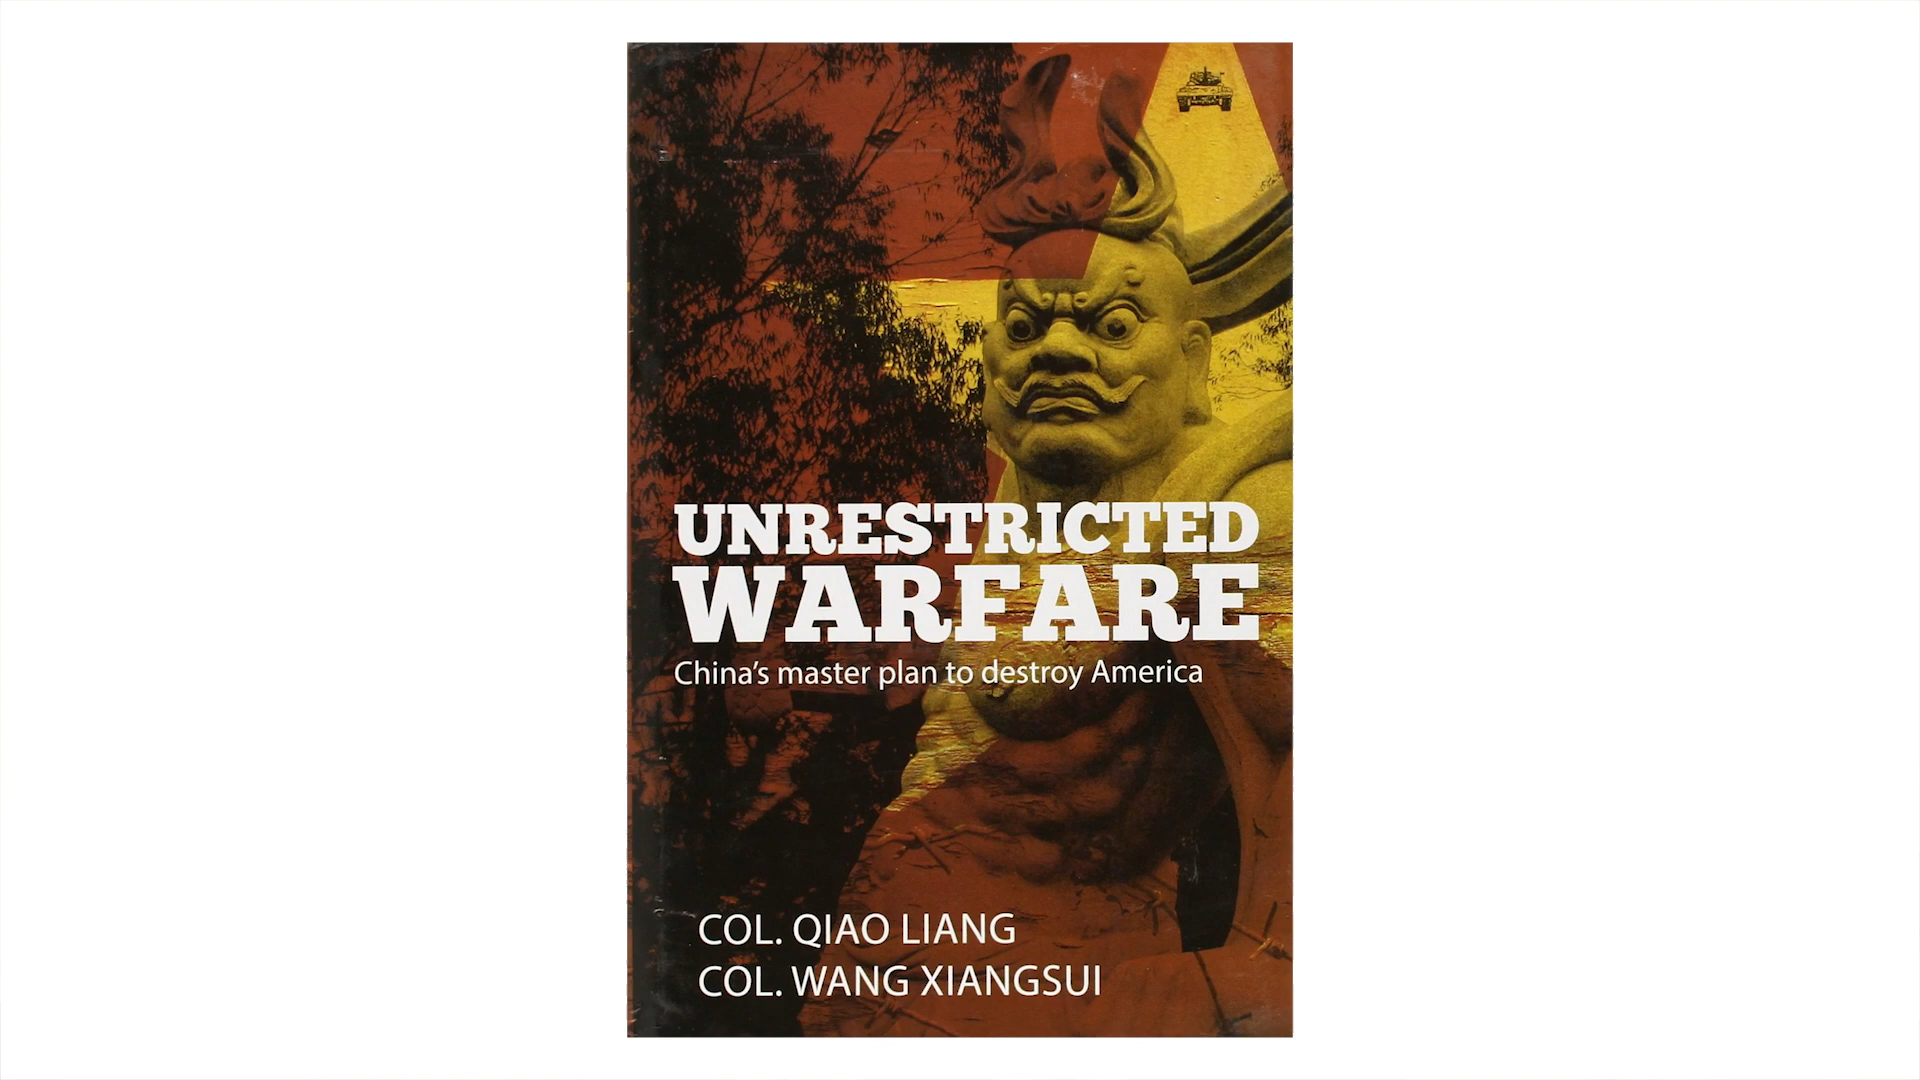 UNRESTRICTED
WARFARE
China's master plan to destroy America
COL. QIAO LIANG
COL. WANG XIANGSUI